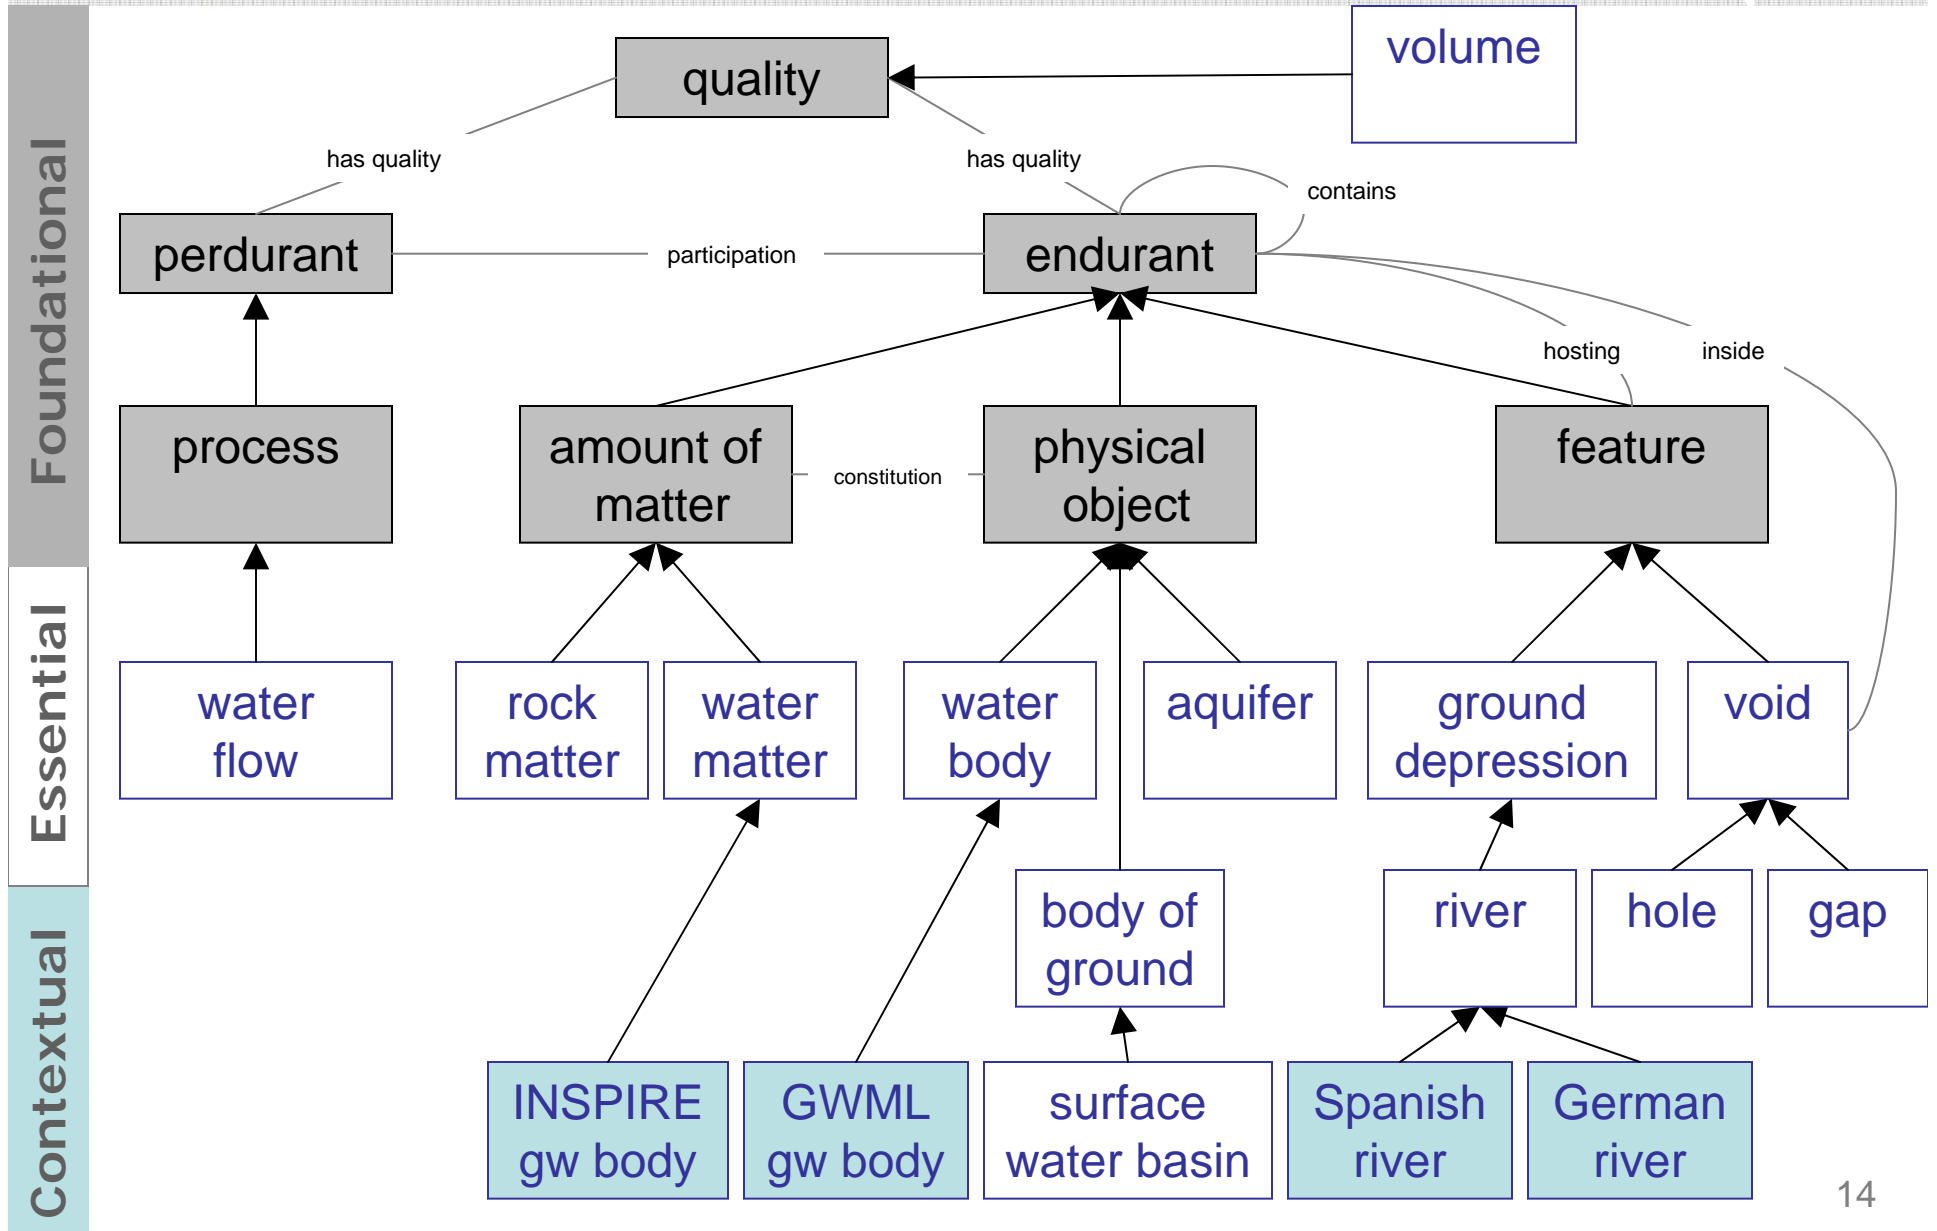 volume
quality
has quality
has quality
contains
perdurant
participation
endurant
hosting
inside
Foundational
process
amount of
matter
constitution
physical
object
feature
Essential
water
flow
rock
matter
water
matter
water
body
aquifer
ground
depression
void
body of
ground
river
hole
gap
Contextual
INSPIRE
gw body
GWML
gw body
surface
water basin
Spanish
river
German
river
14